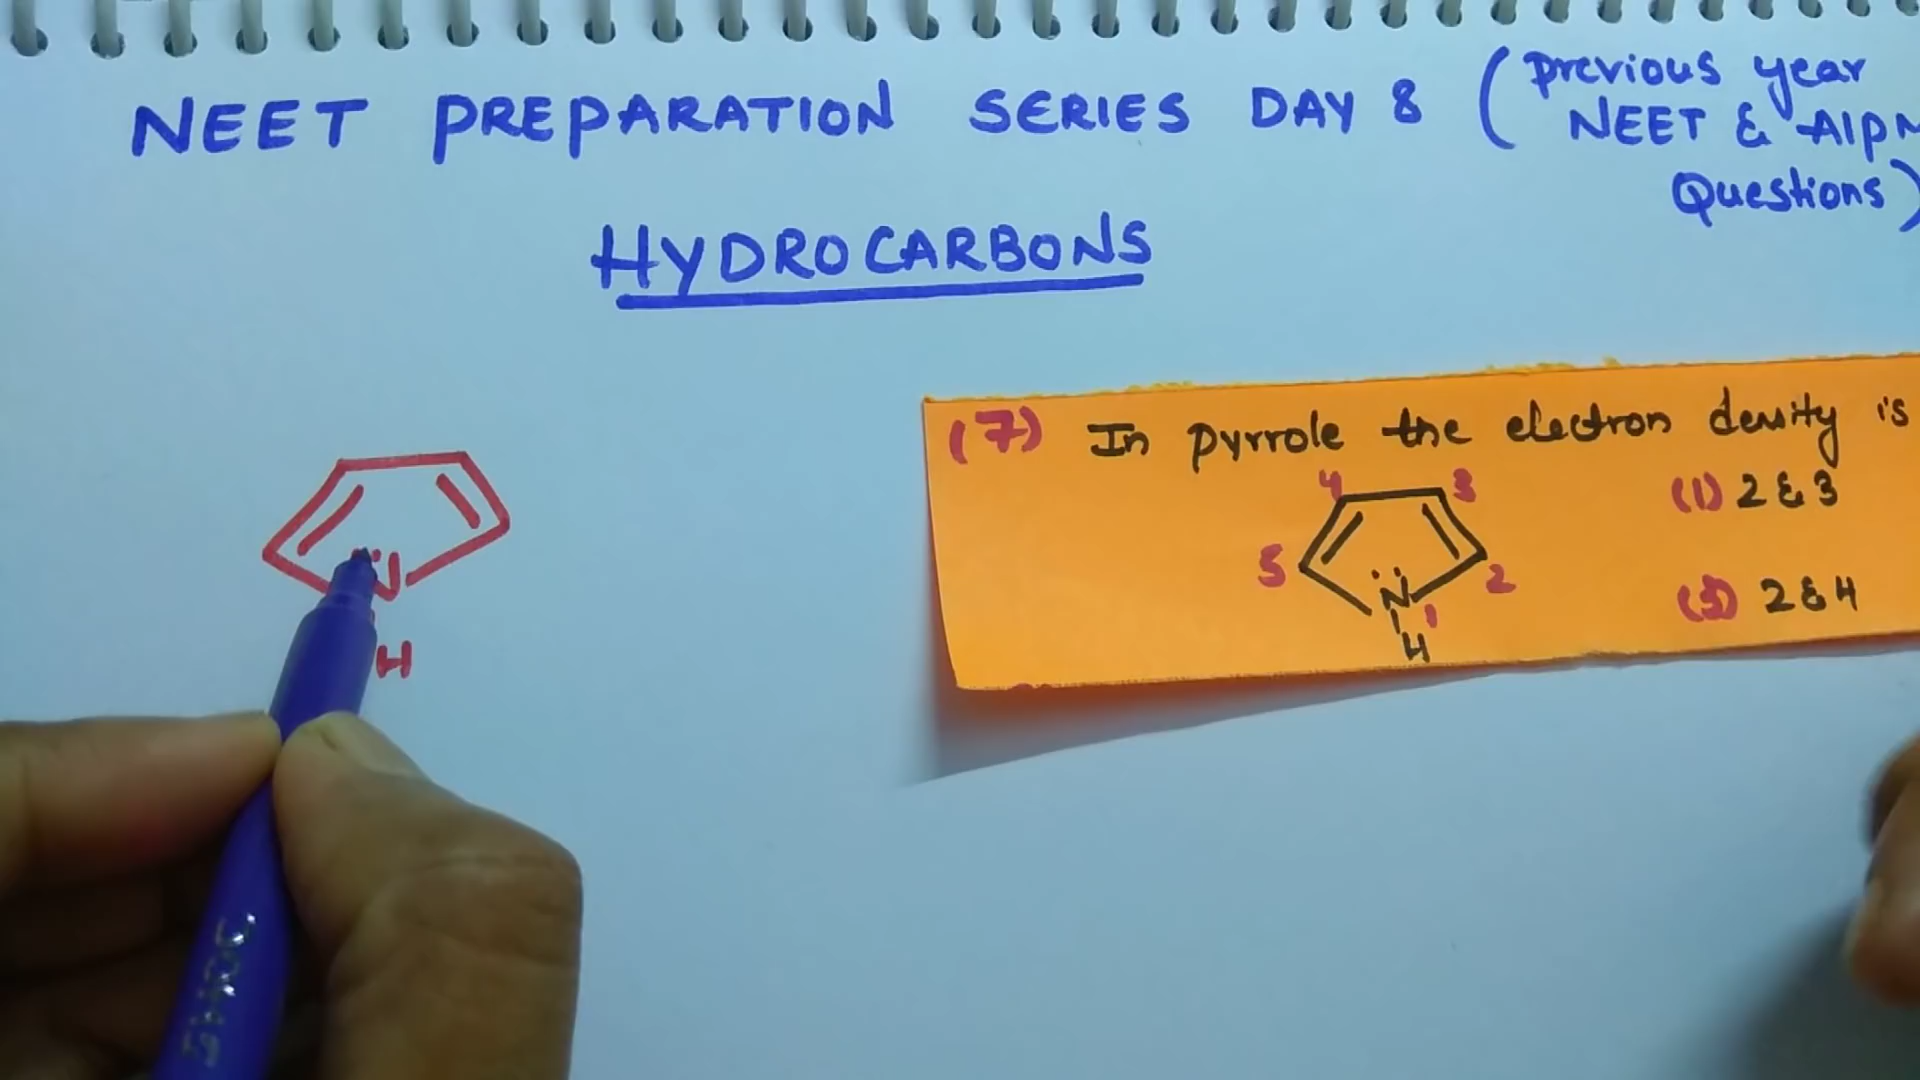 NEET PREPARATION SERIES DAY 8 (previous year
NEET & AIPM
Questions)
HYDROCARBONS
(7) In pyrrole the electron density is
4 3
(1) 2 & 3
5 2
N 1
H
(3) 2 & 4
N
H